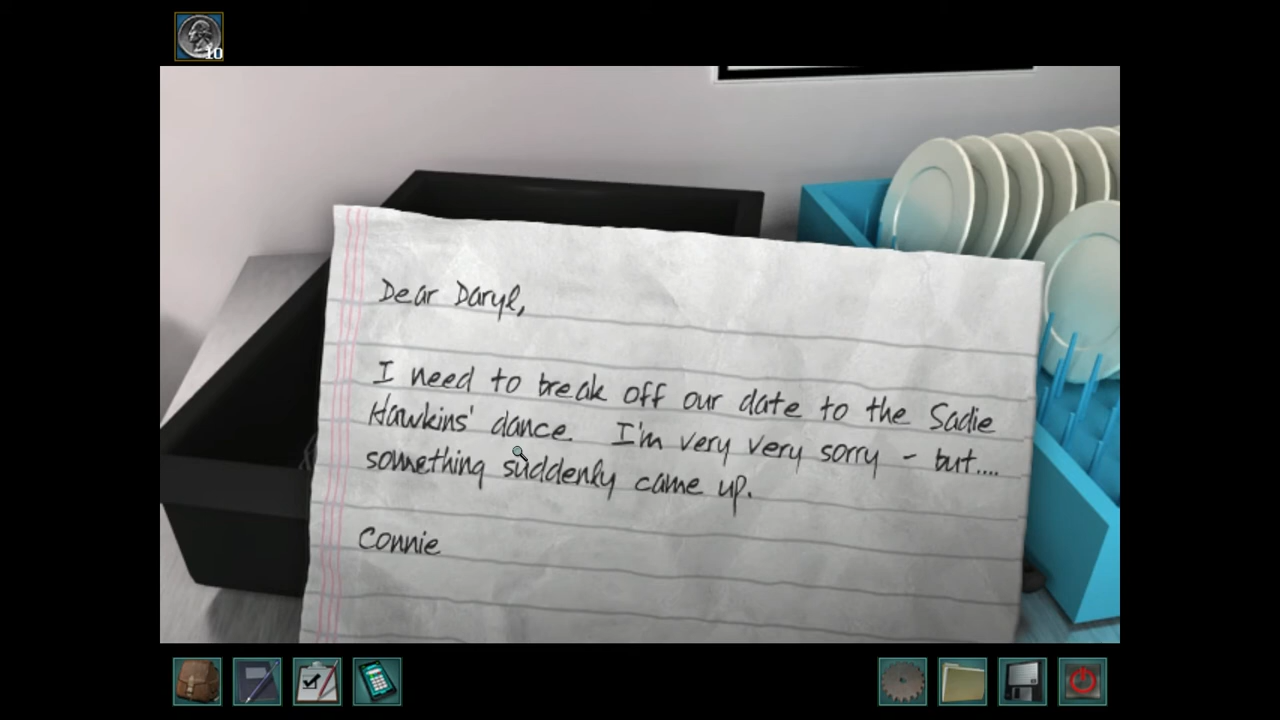 10
Dear Daryl,
I need to break off our date to the Sadie
Hawkins' dance. I'm very very sorry - but....
something suddenly came up.
Connie